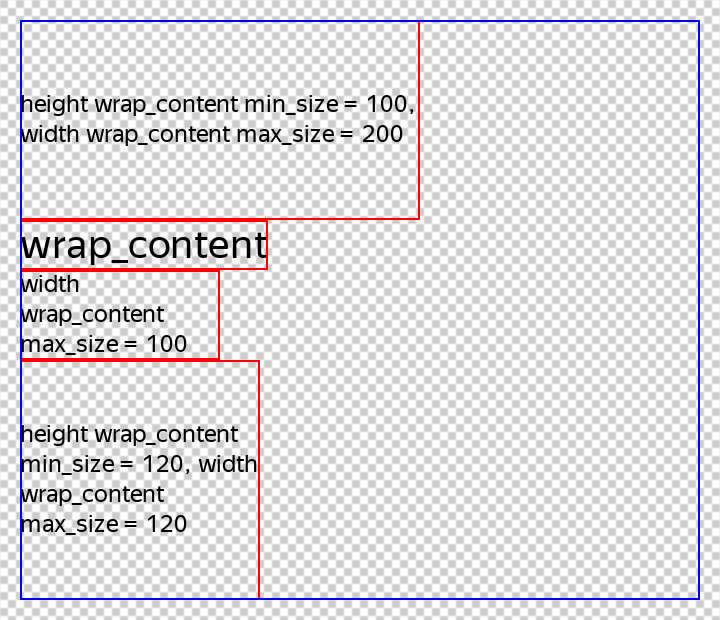 height wrap_content min_size = 100,
width wrap_content max_size = 200
wrap_content
width
wrap_content
max_size = 100
height wrap_content
min_size = 120, width
wrap_content
max_size = 120